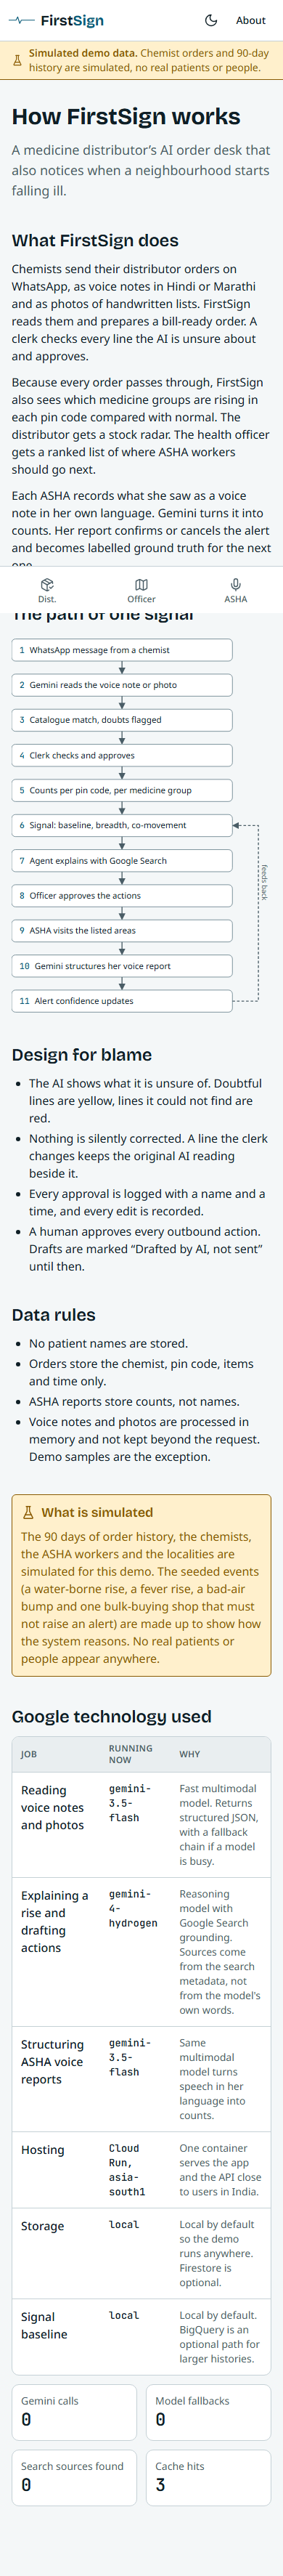 FirstSign
About
Simulated demo data. Chemist orders and 90-day
history are simulated, no real patients or people.
How FirstSign works
A medicine distributor's AI order desk that
also notices when a neighbourhood starts
falling ill.
What FirstSign does
Chemists send their distributor orders on
WhatsApp, as voice notes in Hindi or Marathi
and as photos of handwritten lists. FirstSign
reads them and prepares a bill-ready order. A
clerk checks every line the AI is unsure about
and approves.
Because every order passes through, FirstSign
also sees which medicine groups are rising in
each pin code compared with normal. The
distributor gets a stock radar. The health officer
gets a ranked list of where ASHA workers
should go next.
Each ASHA records what she saw as a voice
note in her own language. Gemini turns it into
counts. Her report confirms or cancels the alert
and becomes labelled ground truth for the next
one.
Dist.
Officer
ASHA
The path of one signal
1 WhatsApp message from a chemist
2 Gemini reads the voice note or photo
3 Catalogue match, doubts flagged
4 Clerk checks and approves
5 Counts per pin code, per medicine group
6 Signal: baseline, breadth, co-movement
7 Agent explains with Google Search
8 Officer approves the actions
9 ASHA visits the listed areas
10 Gemini structures her voice report
11 Alert confidence updates
feeds back
Design for blame
• The AI shows what it is unsure of. Doubtful
lines are yellow, lines it could not find are
red.
• Nothing is silently corrected. A line the clerk
changes keeps the original AI reading
beside it.
• Every approval is logged with a name and a
time, and every edit is recorded.
• A human approves every outbound action.
Drafts are marked “Drafted by AI, not sent”
until then.
Data rules
• No patient names are stored.
• Orders store the chemist, pin code, items
and time only.
• ASHA reports store counts, not names.
• Voice notes and photos are processed in
memory and not kept beyond the request.
Demo samples are the exception.
What is simulated
The 90 days of order history, the chemists,
the ASHA workers and the localities are
simulated for this demo. The seeded events
(a water-borne rise, a fever rise, a bad-air
bump and one bulk-buying shop that must
not raise an alert) are made up to show how
the system reasons. No real patients or
people appear anywhere.
Google technology used
JOB
RUNNING
NOW
WHY
Reading
voice notes
and photos
gemini-
3.5-
flash
Fast multimodal
model. Returns
structured JSON,
with a fallback
chain if a model
is busy.
Explaining a
rise and
drafting
actions
gemini-
4-
hydrogen
Reasoning
model with
Google Search
grounding.
Sources come
from the search
metadata, not
from the model's
own words.
Structuring
ASHA voice
reports
gemini-
3.5-
flash
Same
multimodal
model turns
speech in her
language into
counts.
Hosting
Cloud
Run,
asia-
south1
One container
serves the app
and the API close
to users in India.
Storage
local
Local by default
so the demo
runs anywhere.
Firestore is
optional.
Signal
baseline
local
Local by default.
BigQuery is an
optional path for
larger histories.
Gemini calls
0
Model fallbacks
0
Search sources found
0
Cache hits
3